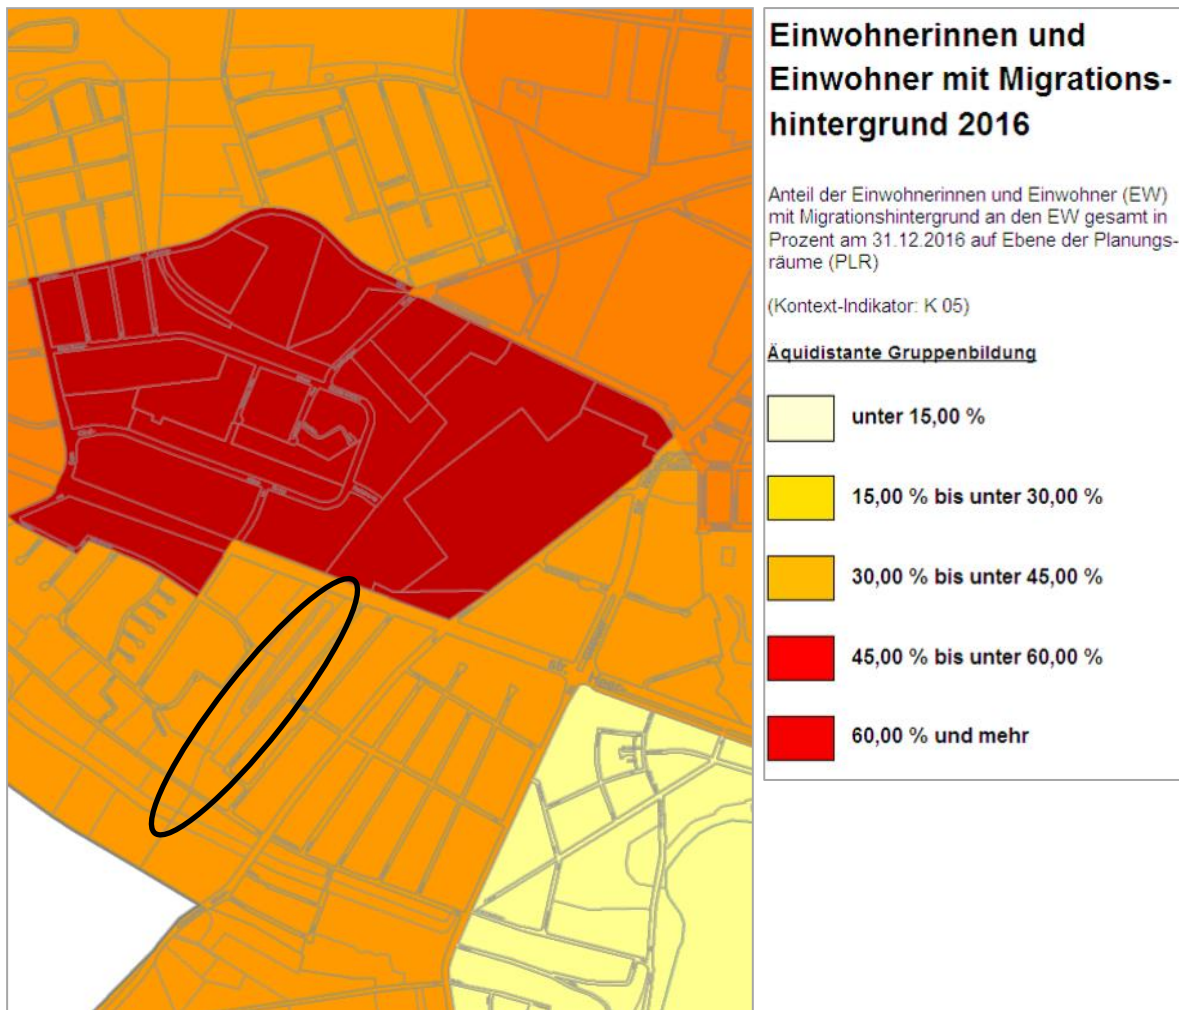 Einwohnerinnen und
Einwohner mit Migrations-
hintergrund 2016
Anteil der Einwohnerinnen und Einwohner (EW)
mit Migrationshintergrund an den EW gesamt in
Prozent am 31.12.2016 auf Ebene der Planungs-
räume (PLR)
(Kontext-Indikator: K 05)
Äquidistante Gruppenbildung
unter 15,00 %
15,00 % bis unter 30,00 %
30,00 % bis unter 45,00 %
45,00 % bis unter 60,00 %
60,00 % und mehr
str.
Heer-